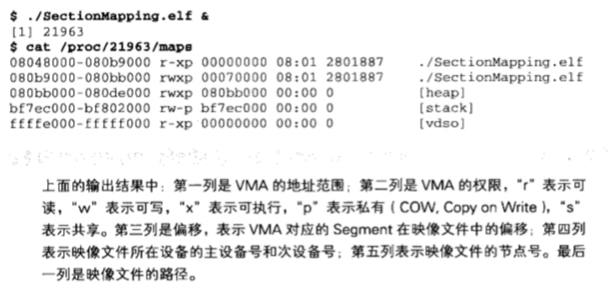 $ ./SectionMapping.elf &
[1] 21963
$ cat /proc/21963/maps
08048000-080b9000 r-xp 00000000 08:01 2801887 ./SectionMapping.elf
080b9000-080bb000 rwxp 00070000 08:01 2801887 ./SectionMapping.elf
080bb000-080de000 rwxp 080bb000 00:00 0 [heap]
bf7ec000-bf802000 rw-p bf7ec000 00:00 0 [stack]
ffffe000-fffff000 r-xp 00000000 00:00 0 [vdso]
上面的输出结果中：第一列是 VMA 的地址范围；第二列是 VMA 的权限，“r”表示可
读，“w”表示可写，“x”表示可执行，“p”表示私有（COW, Copy on Write），“s”
表示共享。第三列是偏移，表示 VMA 对应的 Segment 在映像文件中的偏移；第四列
表示映像文件所在设备的主设备号和次设备号；第五列表示映像文件的节点号。最后
一列是映像文件的路径。